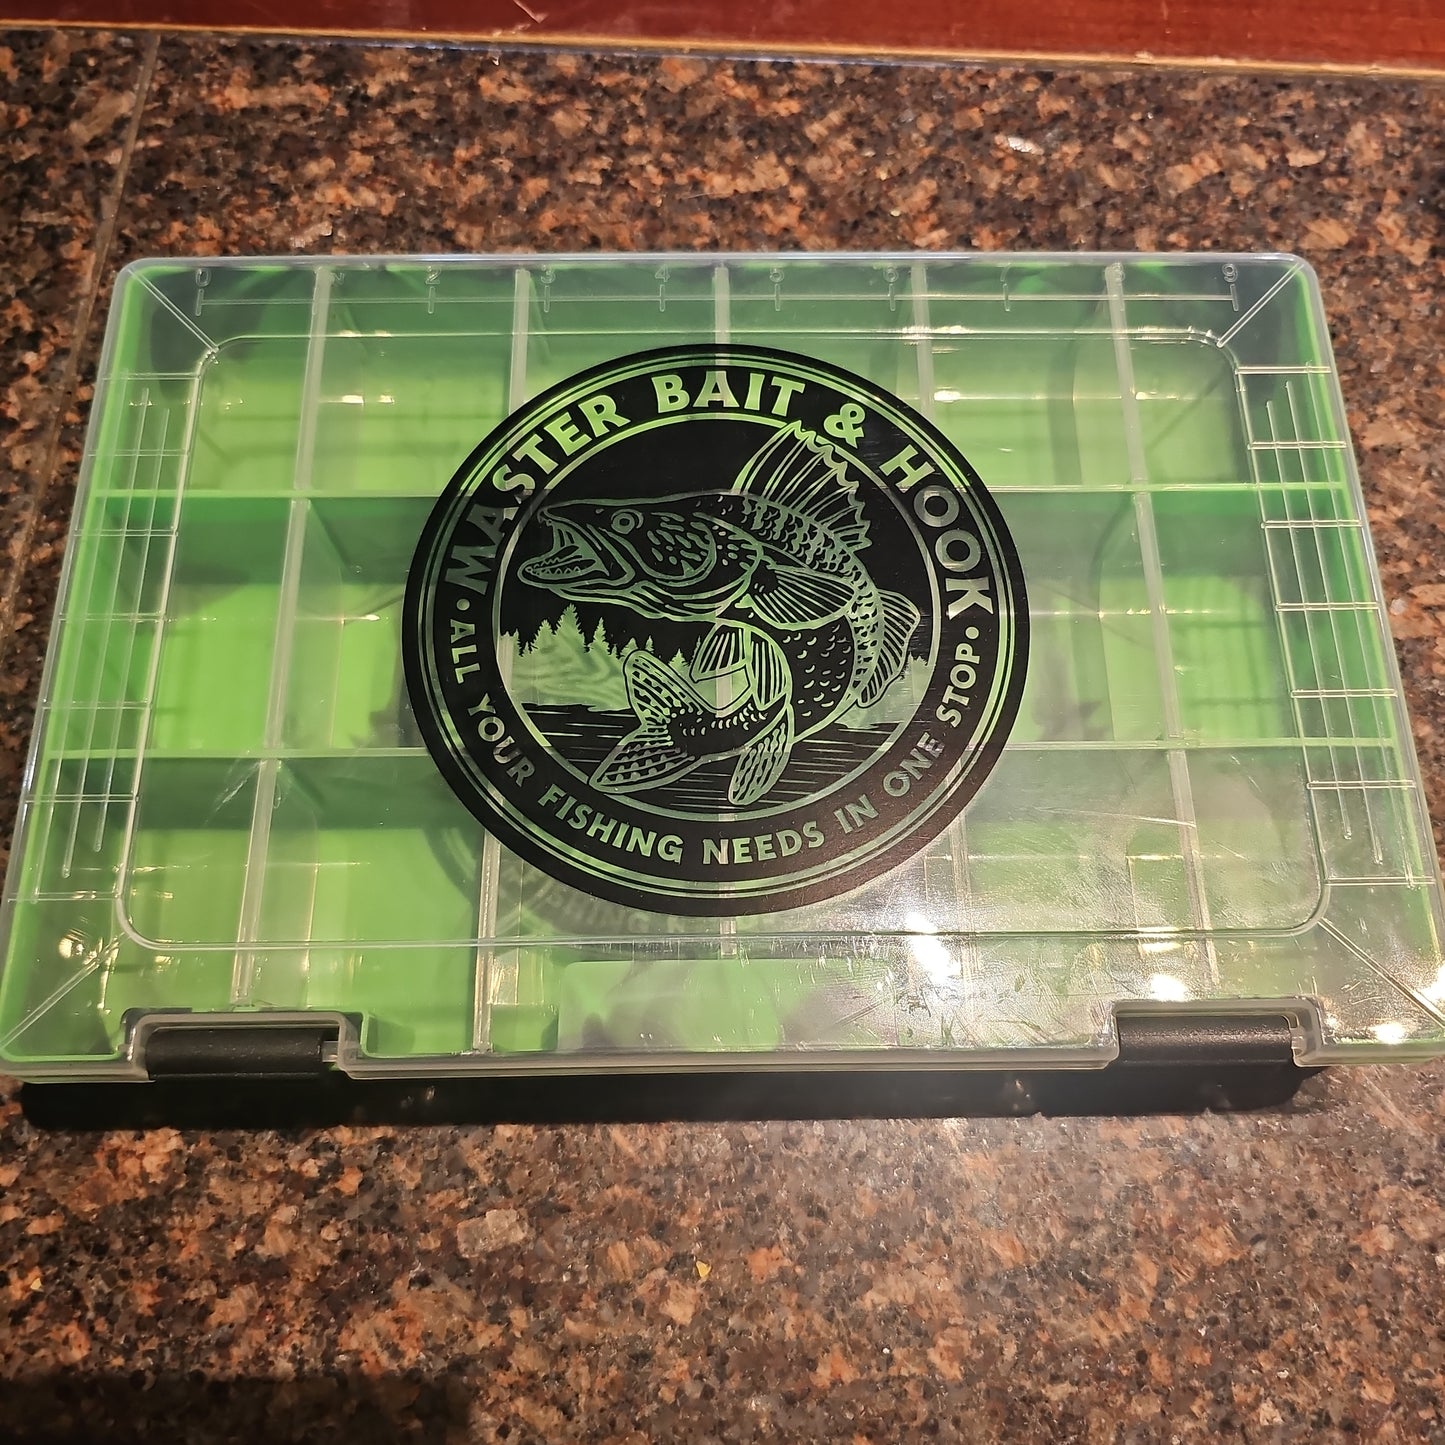 0 1 2 3 4 5 6 7 8 9
MASTER BAIT & HOOK
• ALL YOUR FISHING NEEDS IN ONE STOP •